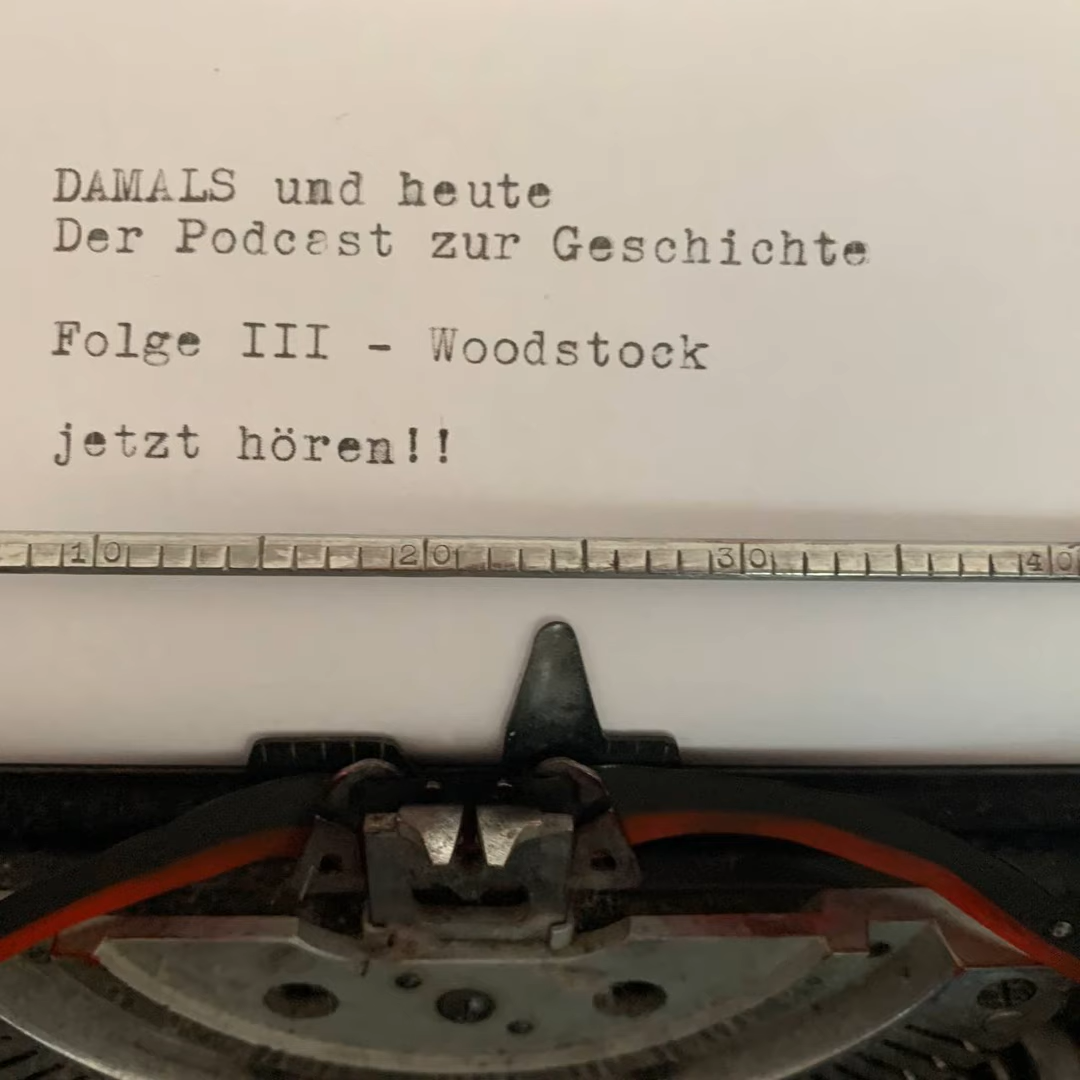 DAMALS und heute
Der Podcast zur Geschichte
Folge III - Woodstock
jetzt hören!!
10 20 30 40